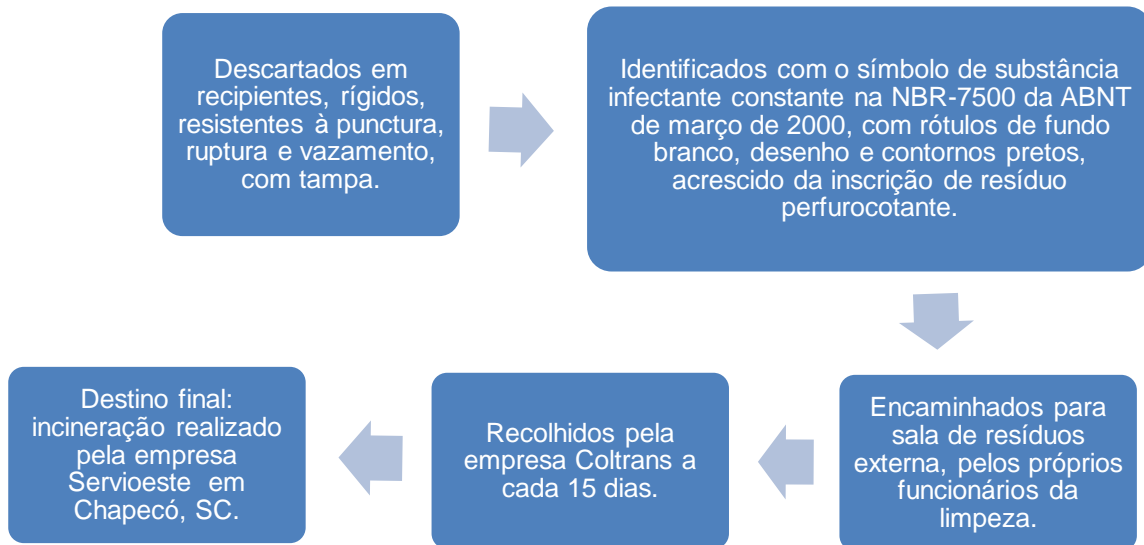 Descartados em
recipientes, rígidos,
resistentes à punctura,
ruptura e vazamento,
com tampa.
Identificados com o símbolo de substância
infectante constante na NBR-7500 da ABNT
de março de 2000, com rótulos de fundo
branco, desenho e contornos pretos,
acrescido da inscrição de resíduo
perfurocotante.
Encaminhados para
sala de resíduos
externa, pelos próprios
funcionários da
limpeza.
Recolhidos pela
empresa Coltrans a
cada 15 dias.
Destino final:
incineração realizado
pela empresa
Servioeste em
Chapecó, SC.